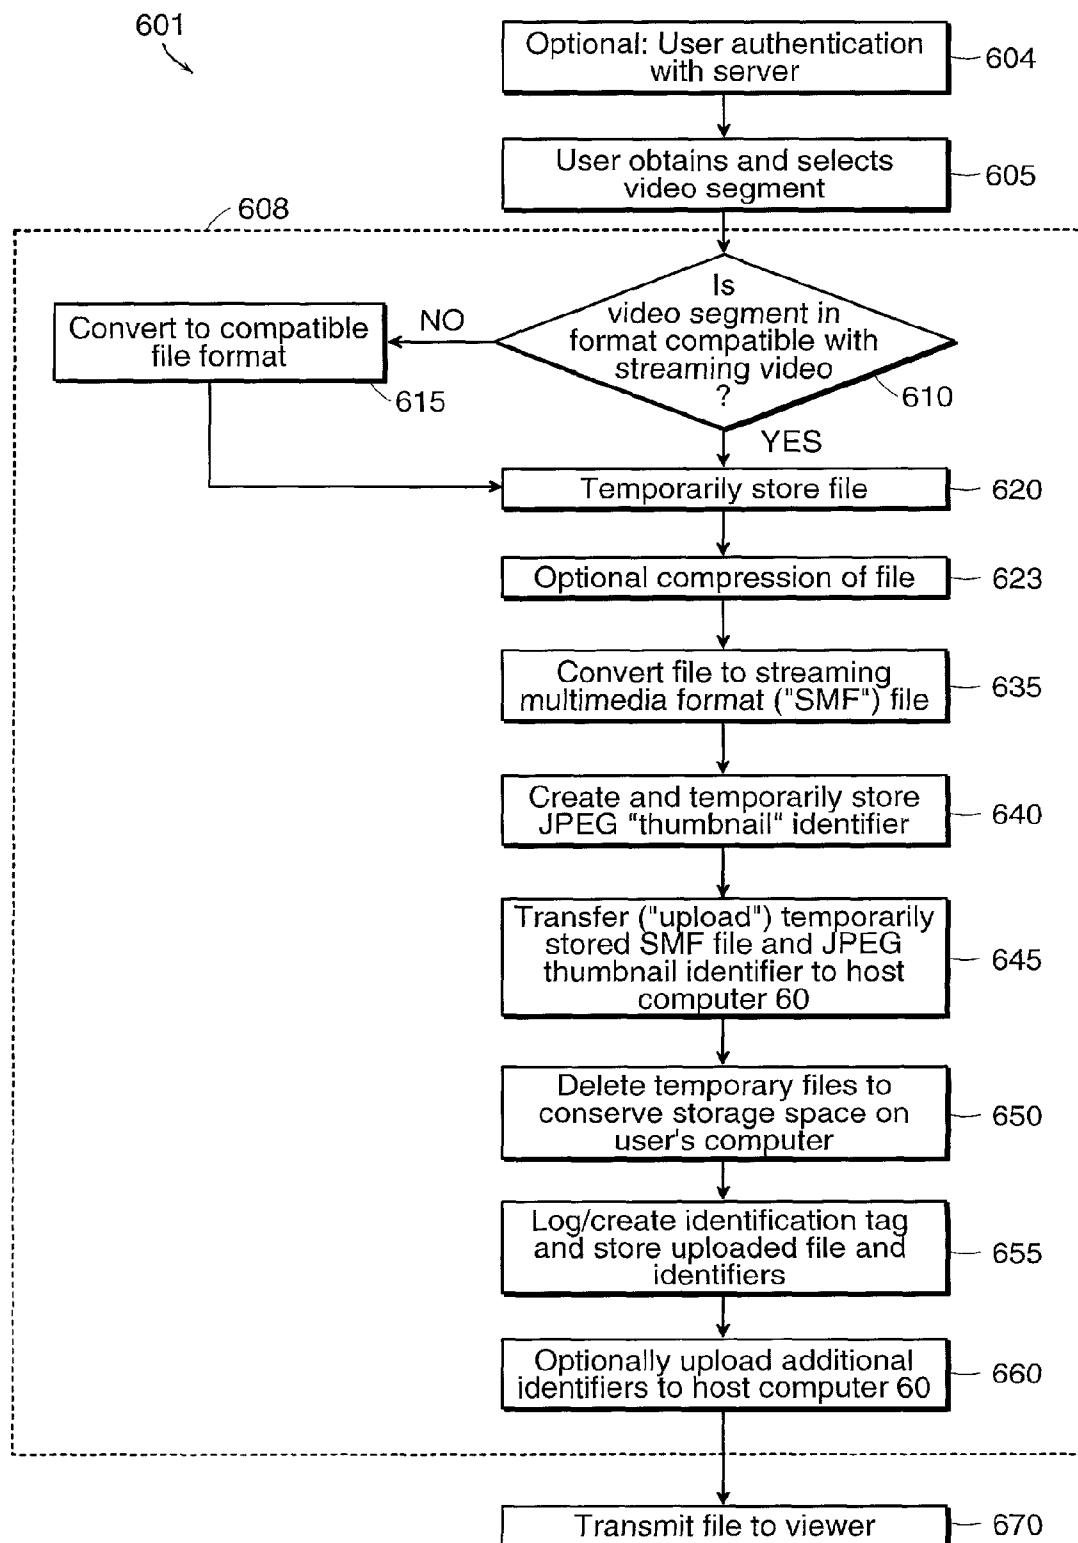 601
Optional: User authentication
with server
604
User obtains and selects
video segment
605
608
Is
video segment in
format compatible with
streaming video
?
610
NO
Convert to compatible
file format
615
YES
Temporarily store file
620
Optional compression of file
623
Convert file to streaming
multimedia format ("SMF") file
635
Create and temporarily store
JPEG "thumbnail" identifier
640
Transfer ("upload") temporarily
stored SMF file and JPEG
thumbnail identifier to host
computer 60
645
Delete temporary files to
conserve storage space on
user's computer
650
Log/create identification tag
and store uploaded file and
identifiers
655
Optionally upload additional
identifiers to host computer 60
660
Transmit file to viewer
670